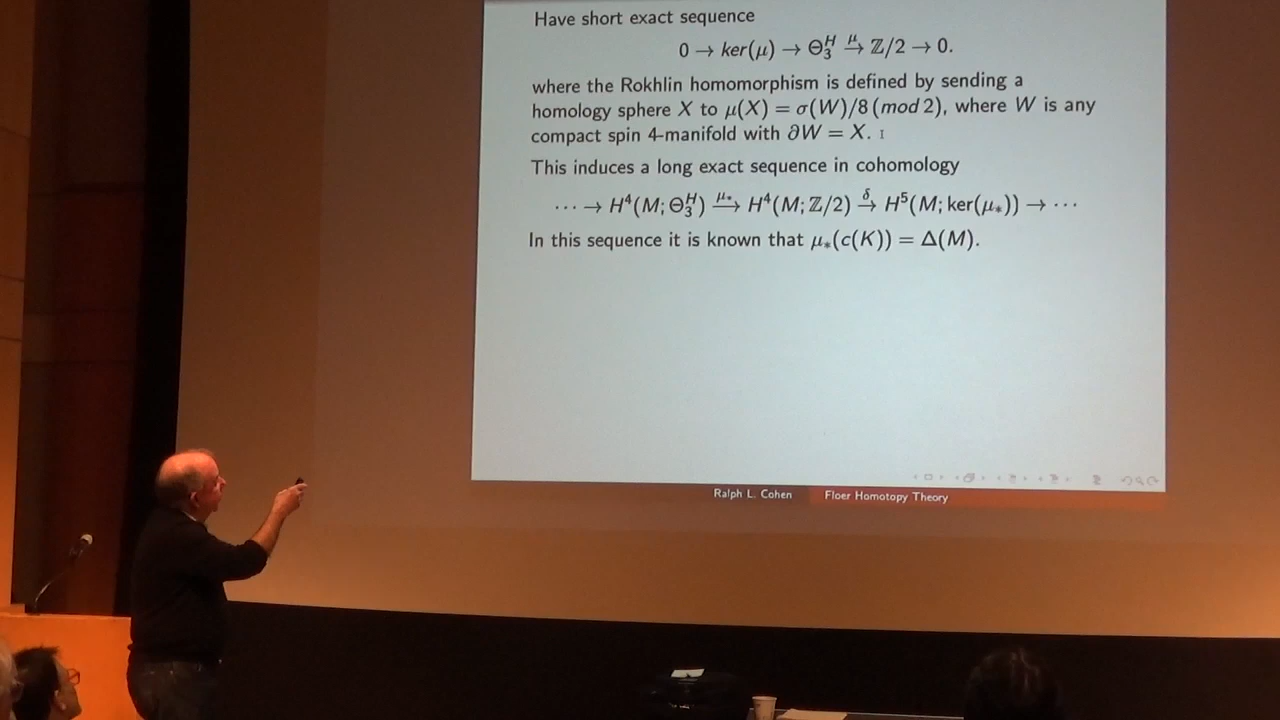 Have short exact sequence
0 → ker(μ) → Θ₃ᴴ →^μ ℤ/2 → 0.
where the Rokhlin homomorphism is defined by sending a
homology sphere X to μ(X) = σ(W)/8 (mod 2), where W is any
compact spin 4-manifold with ∂W = X.
This induces a long exact sequence in cohomology
⋯ → H⁴(M; Θ₃ᴴ) →^μ* H⁴(M; ℤ/2) →^δ H⁵(M; ker(μ*)) → ⋯
In this sequence it is known that μ*(c(K)) = Δ(M).
Ralph L. Cohen Floer Homotopy Theory